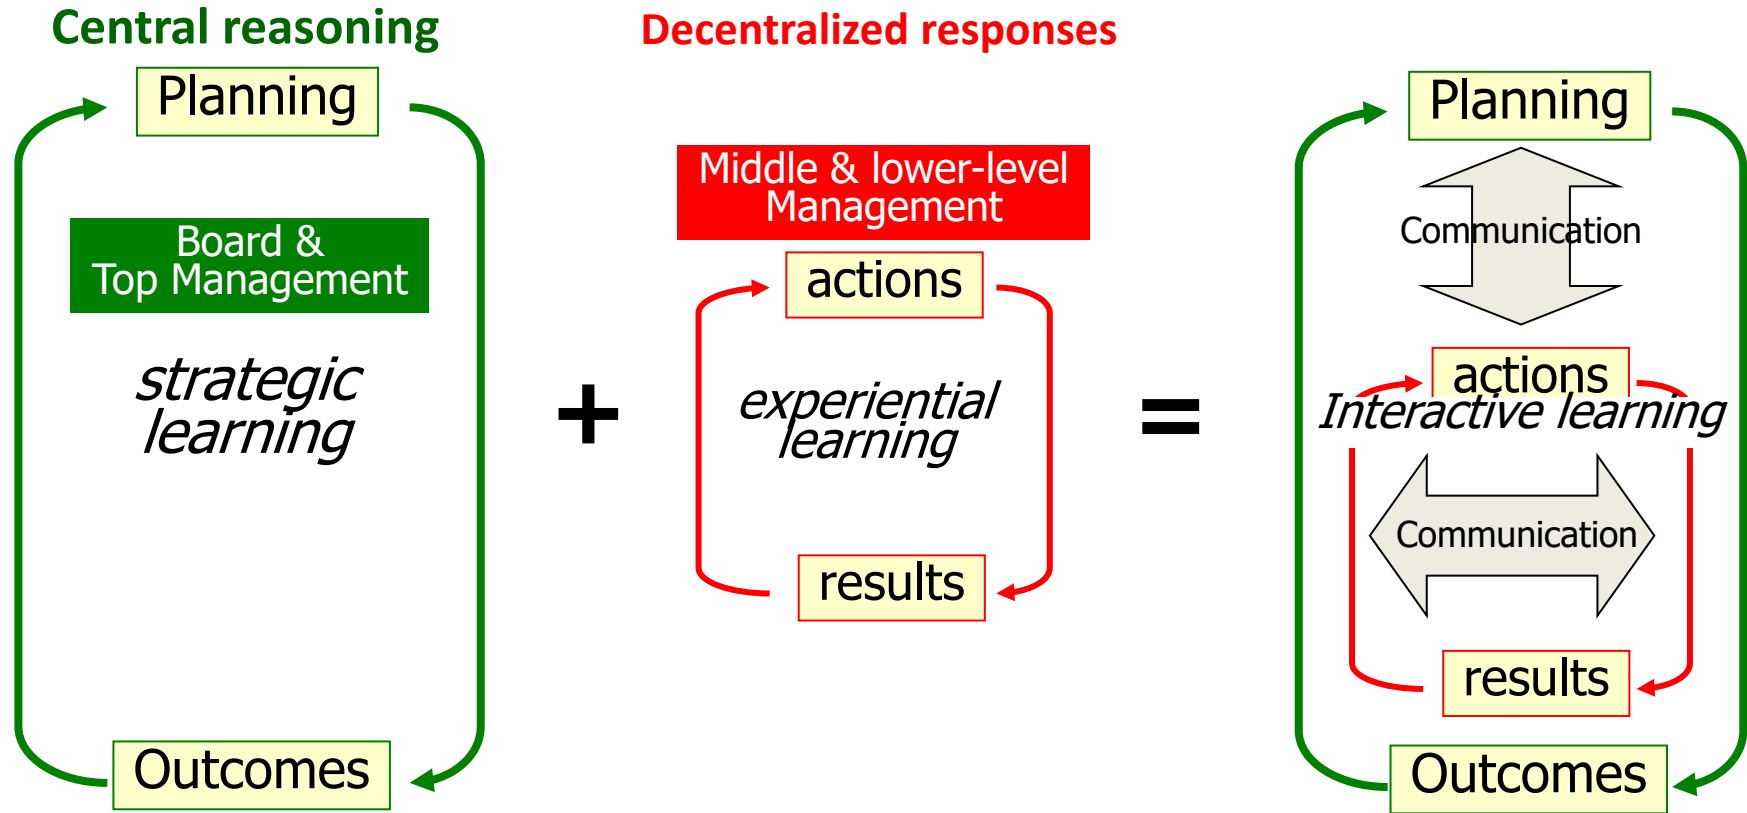 Central reasoning
Planning
Board &
Top Management
strategic
learning
Outcomes
+
Decentralized responses
Middle & lower-level
Management
actions
experiential
learning
results
=
Planning
Communication
actions
Interactive learning
Communication
results
Outcomes